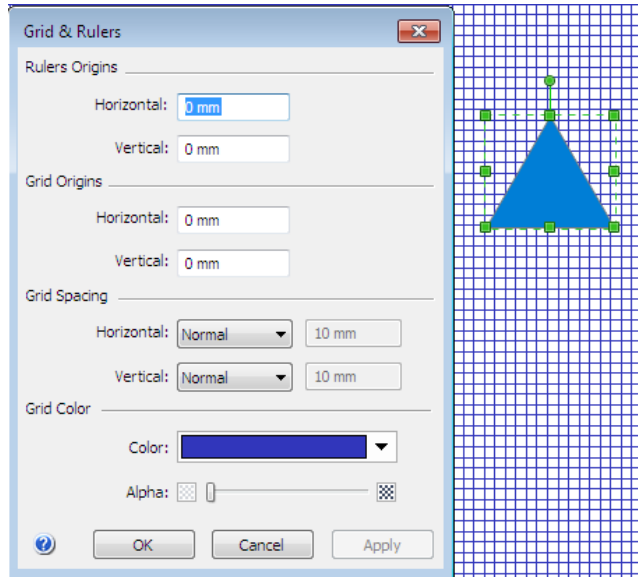 Grid & Rulers
Rulers Origins
Horizontal: 0 mm
Vertical: 0 mm
Grid Origins
Horizontal: 0 mm
Vertical: 0 mm
Grid Spacing
Horizontal: Normal 10 mm
Vertical: Normal 10 mm
Grid Color
Color:
Alpha:
? OK Cancel Apply